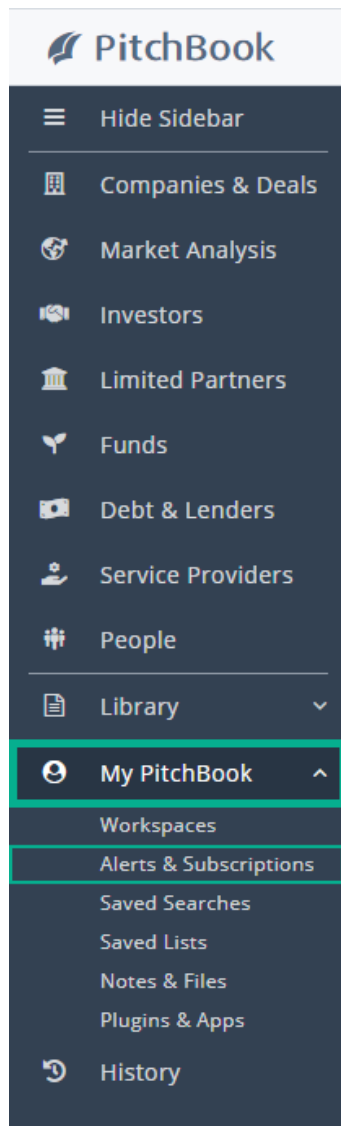 PitchBook
Hide Sidebar
Companies & Deals
Market Analysis
Investors
Limited Partners
Funds
Debt & Lenders
Service Providers
People
Library
My PitchBook
Workspaces
Alerts & Subscriptions
Saved Searches
Saved Lists
Notes & Files
Plugins & Apps
History